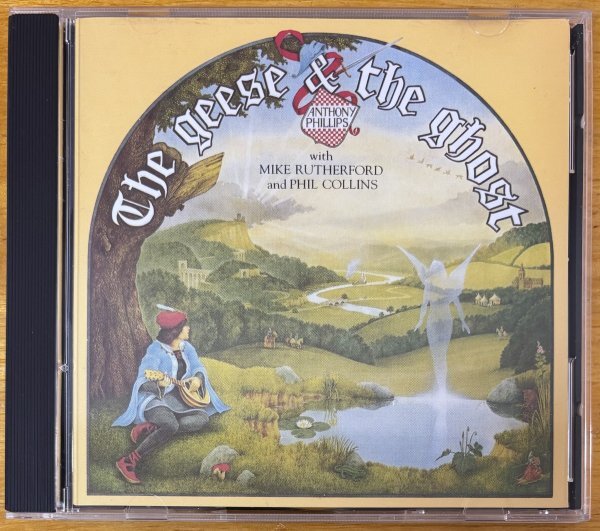 The geese & the ghost
ANTHONY
PHILLIPS
with
MIKE RUTHERFORD
and PHIL COLLINS